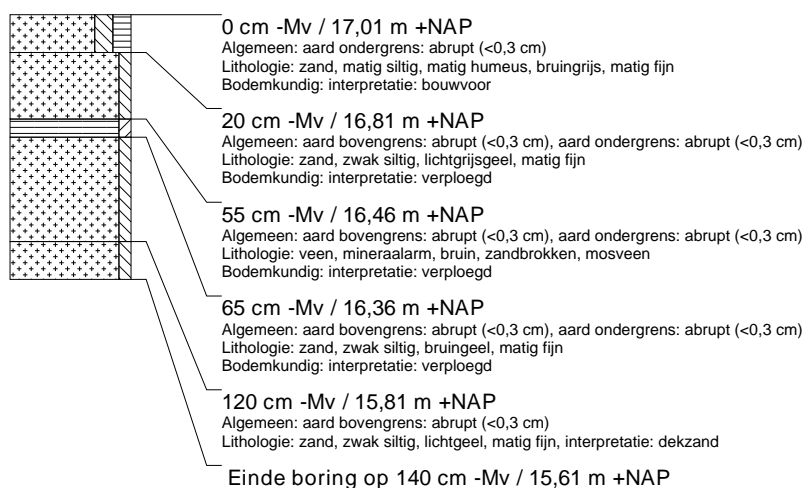 0 cm -Mv / 17,01 m +NAP
Algemeen: aard ondergrens: abrupt (<0,3 cm)
Lithologie: zand, matig siltig, matig humeus, bruingrijs, matig fijn
Bodemkundig: interpretatie: bouwvoor
20 cm -Mv / 16,81 m +NAP
Algemeen: aard bovengrens: abrupt (<0,3 cm), aard ondergrens: abrupt (<0,3 cm)
Lithologie: zand, zwak siltig, lichtgrijsgeel, matig fijn
Bodemkundig: interpretatie: verploegd
55 cm -Mv / 16,46 m +NAP
Algemeen: aard bovengrens: abrupt (<0,3 cm), aard ondergrens: abrupt (<0,3 cm)
Lithologie: veen, mineraalarm, bruin, zandbrokken, mosveen
Bodemkundig: interpretatie: verploegd
65 cm -Mv / 16,36 m +NAP
Algemeen: aard bovengrens: abrupt (<0,3 cm), aard ondergrens: abrupt (<0,3 cm)
Lithologie: zand, zwak siltig, bruingeel, matig fijn
Bodemkundig: interpretatie: verploegd
120 cm -Mv / 15,81 m +NAP
Algemeen: aard bovengrens: abrupt (<0,3 cm)
Lithologie: zand, zwak siltig, lichtgeel, matig fijn, interpretatie: dekzand
Einde boring op 140 cm -Mv / 15,61 m +NAP